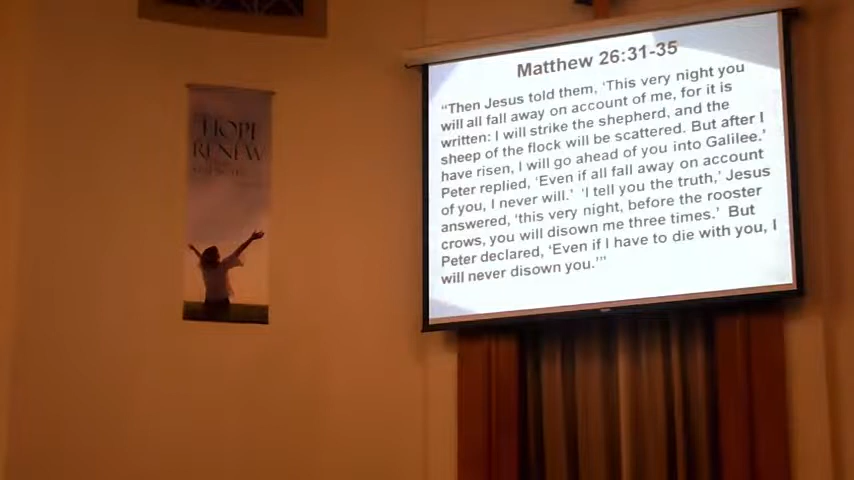 HOPE
RENEW
Matthew 26:31-35
“Then Jesus told them, ‘This very night you
will all fall away on account of me, for it is
written: I will strike the shepherd, and the
sheep of the flock will be scattered. But after I
have risen, I will go ahead of you into Galilee.’
Peter replied, ‘Even if all fall away on account
of you, I never will.’ ‘I tell you the truth,’ Jesus
answered, ‘this very night, before the rooster
crows, you will disown me three times.’ But
Peter declared, ‘Even if I have to die with you, I
will never disown you.’”